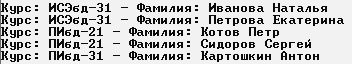 Курс: ИСЭбд-31 - Фамилия: Иванова Наталья
Курс: ИСЭбд-31 - Фамилия: Петрова Екатерина
Курс: ПИбд-21 - Фамилия: Котов Петр
Курс: ПИбд-21 - Фамилия: Сидоров Сергей
Курс: ПИбд-31 - Фамилия: Картошкин Антон